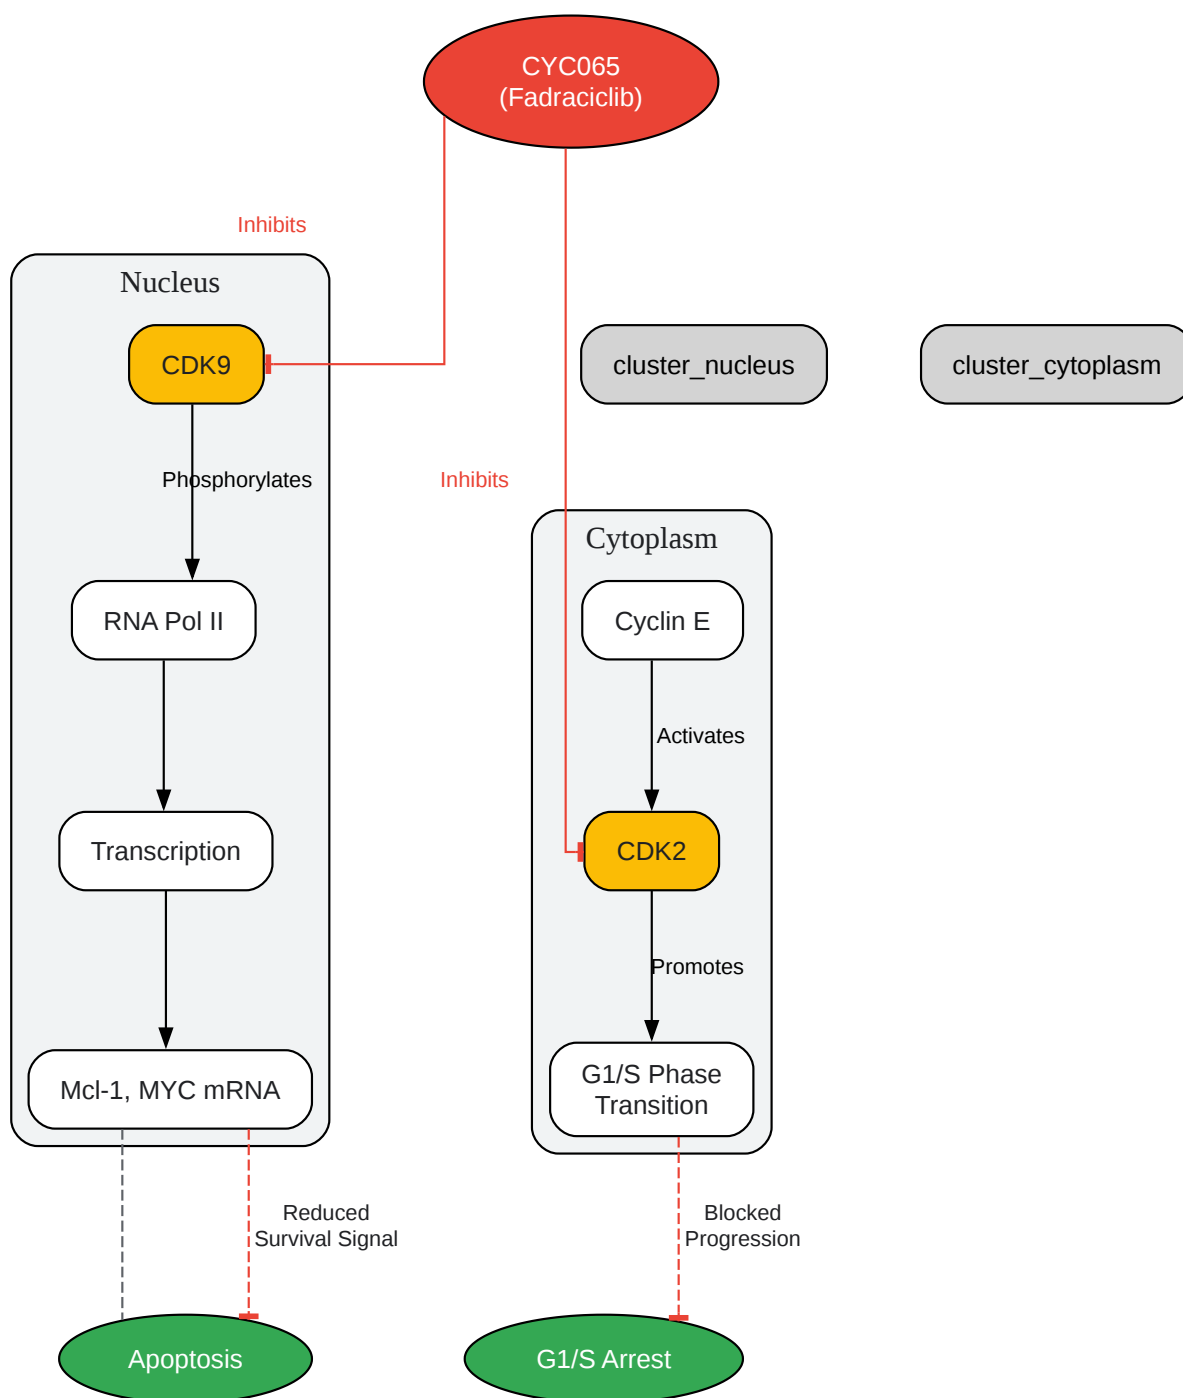 CYC065
(Fadraciclib)
Inhibits
Nucleus
CDK9
cluster_nucleus
cluster_cytoplasm
Phosphorylates
Inhibits
Cytoplasm
RNA Pol II
Cyclin E
Activates
Transcription
CDK2
Promotes
Mcl-1, MYC mRNA
G1/S Phase
Transition
Reduced
Survival Signal
Blocked
Progression
Apoptosis
G1/S Arrest